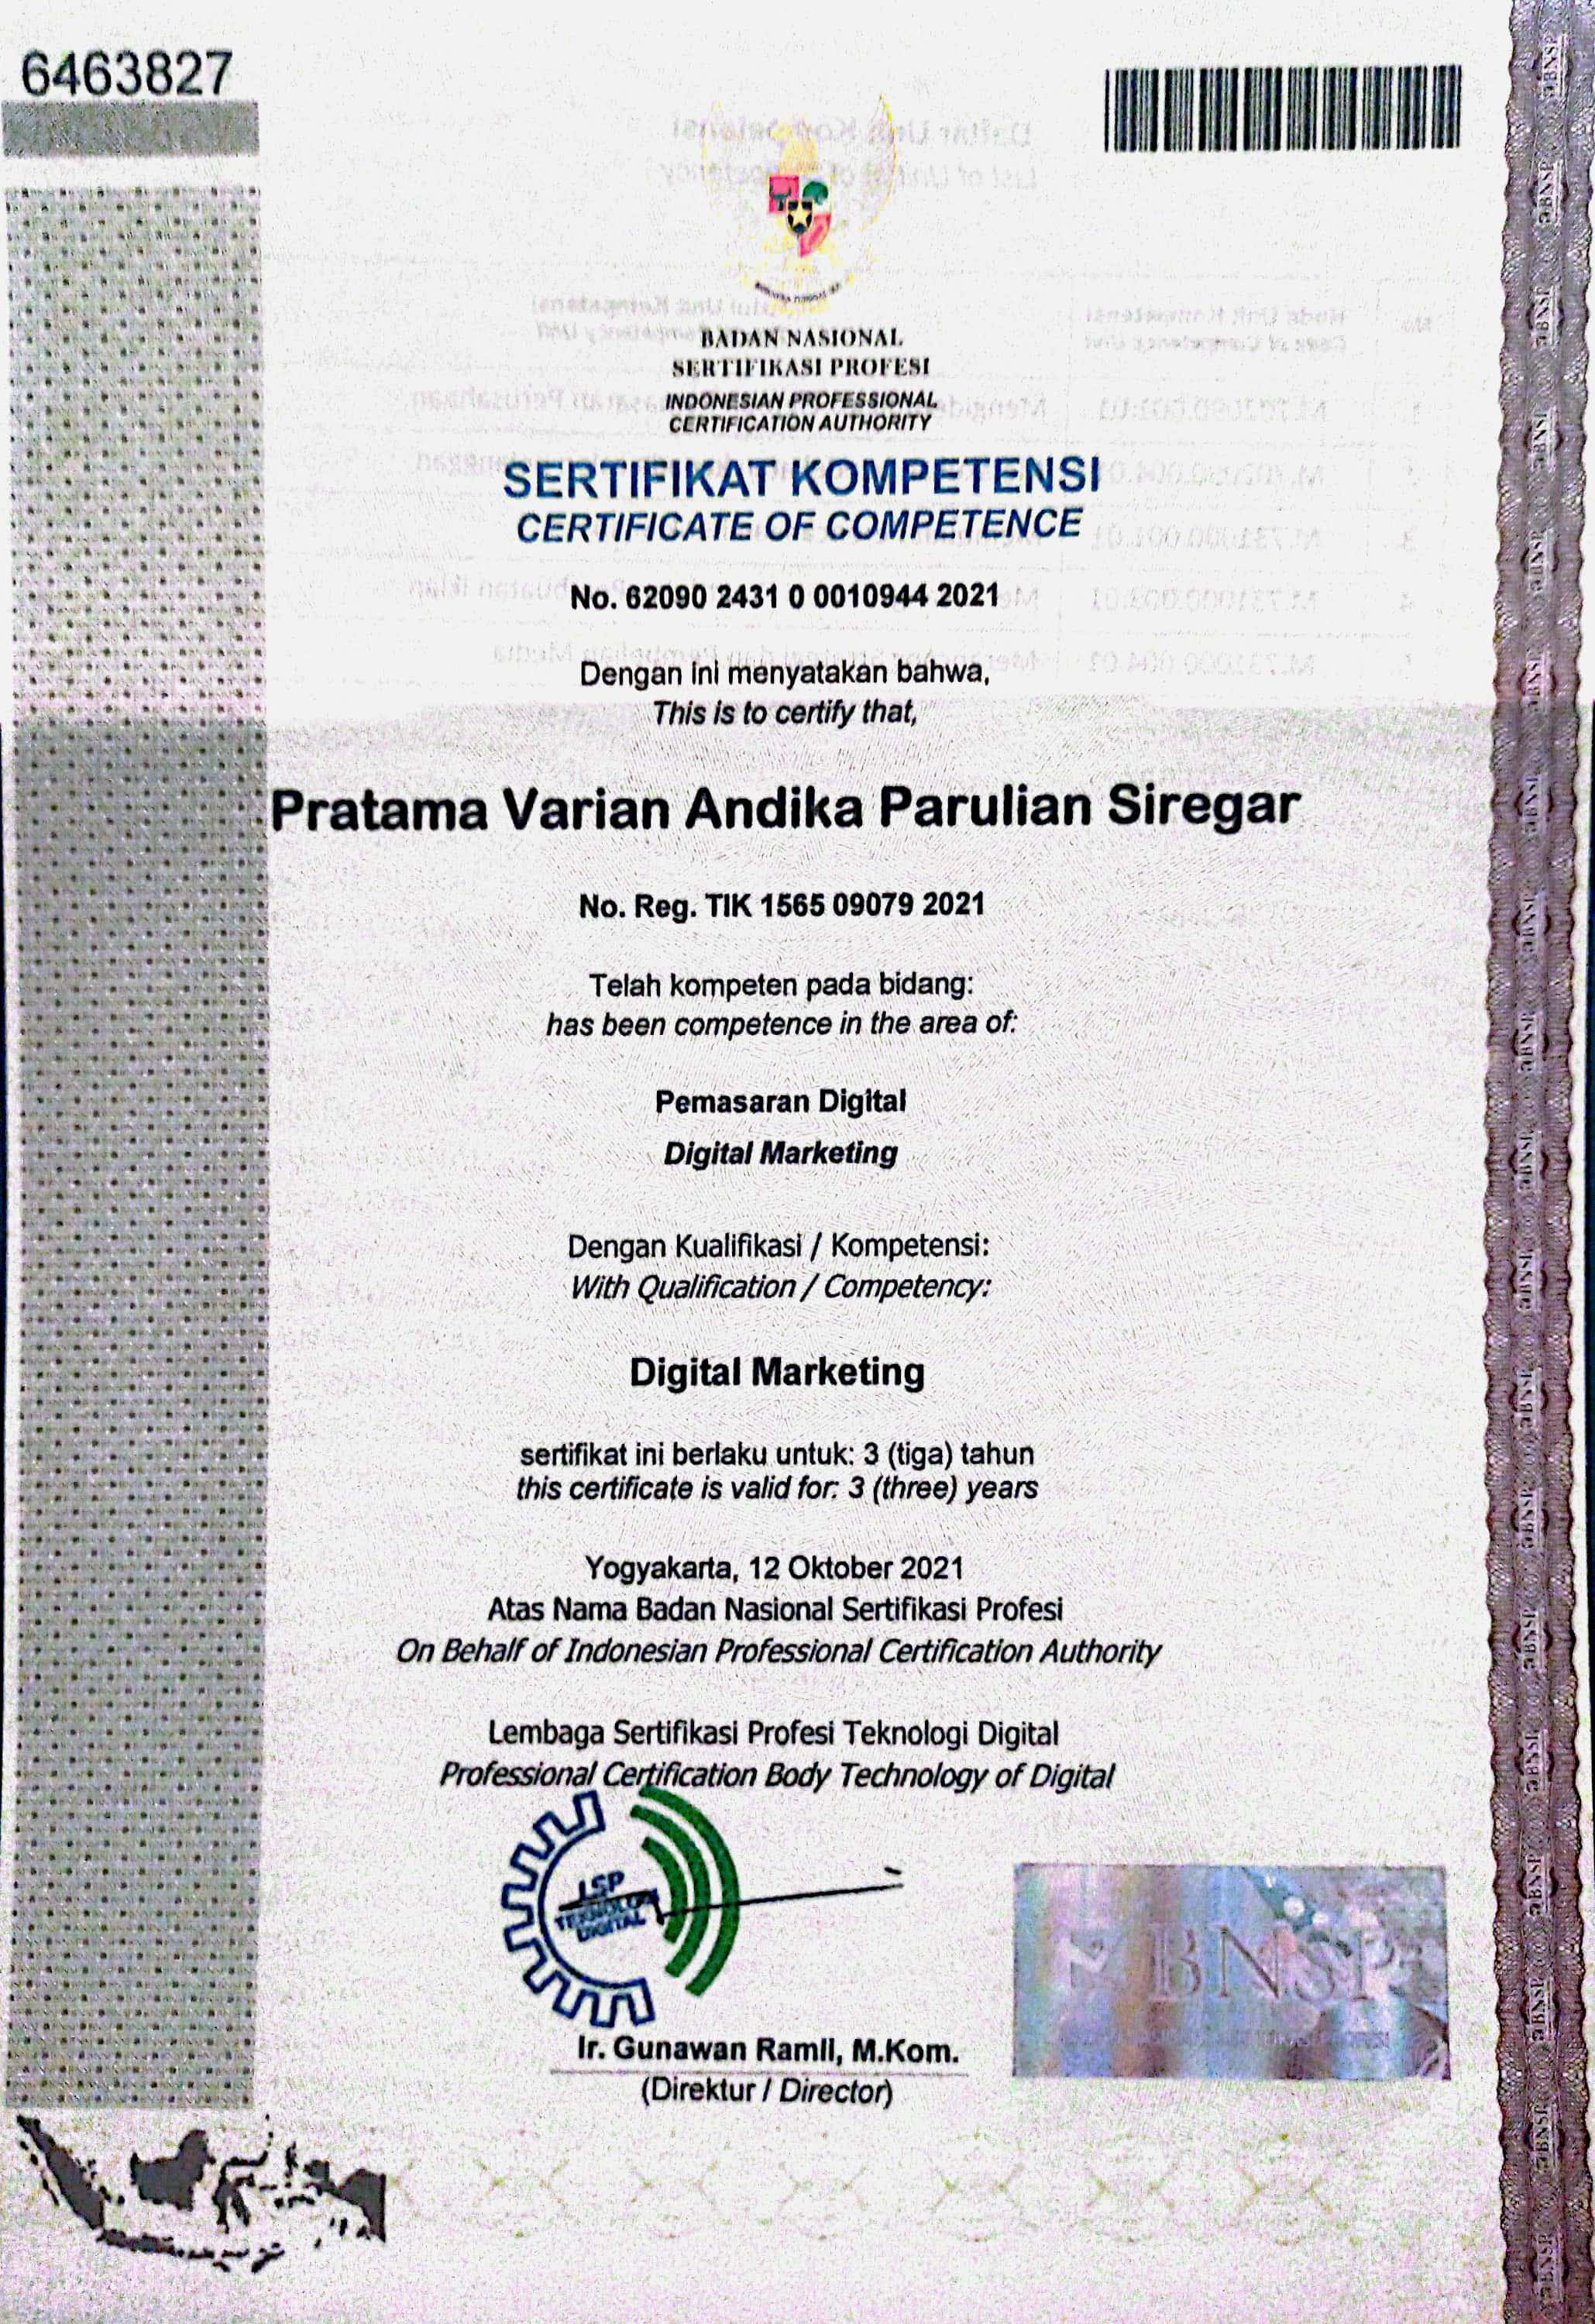 6463827
BADAN NASIONAL
SERTIFIKASI PROFESI
INDONESIAN PROFESSIONAL
CERTIFICATION AUTHORITY
SERTIFIKAT KOMPETENSI
CERTIFICATE OF COMPETENCE
No. 62090 2431 0 0010944 2021
Dengan ini menyatakan bahwa,
This is to certify that,
Pratama Varian Andika Parulian Siregar
No. Reg. TIK 1565 09079 2021
Telah kompeten pada bidang:
has been competence in the area of:
Pemasaran Digital
Digital Marketing
Dengan Kualifikasi / Kompetensi:
With Qualification / Competency:
Digital Marketing
sertifikat ini berlaku untuk: 3 (tiga) tahun
this certificate is valid for: 3 (three) years
Yogyakarta, 12 Oktober 2021
Atas Nama Badan Nasional Sertifikasi Profesi
On Behalf of Indonesian Professional Certification Authority
Lembaga Sertifikasi Profesi Teknologi Digital
Professional Certification Body Technology of Digital
LSP
TEKNOLOGI
DIGITAL
BNSP
Ir. Gunawan Ramli, M.Kom.
(Direktur / Director)